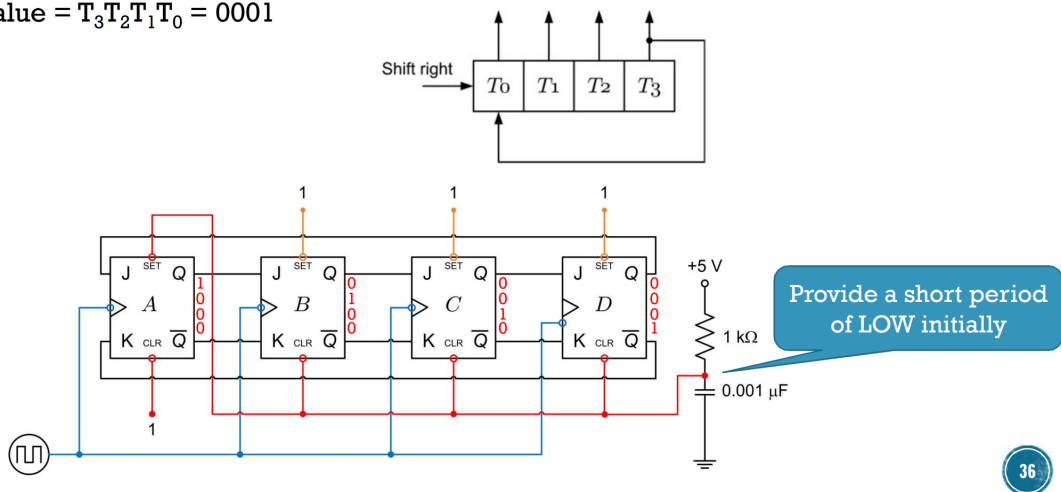 alue = T₃T₂T₁T₀ = 0001
Shift right
T₀ T₁ T₂ T₃
1 1 1
J SET Q J SET Q J SET Q J SET Q
A B C D
K CLR Q̅ K CLR Q̅ K CLR Q̅ K CLR Q̅
1 0 0 0
0 1 0 0
0 0 1 0
0 0 0 1
1
+5 V
1 kΩ
0.001 μF
Provide a short period
of LOW initially
36